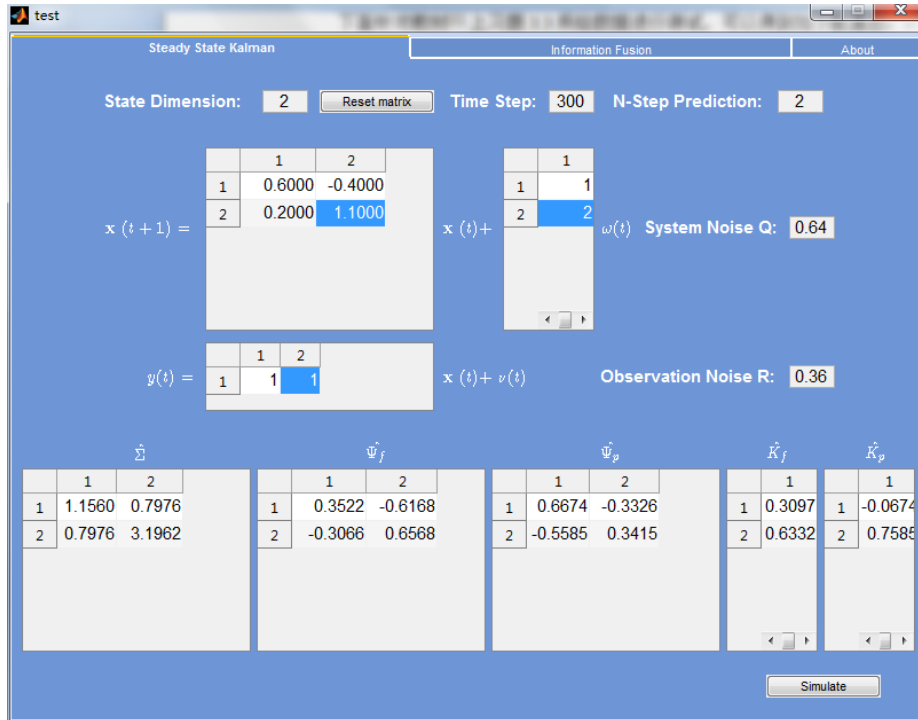 test
Steady State Kalman Information Fusion About
State Dimension: 2 Reset matrix Time Step: 300 N-Step Prediction: 2
1 2
1 0.6000 -0.4000
2 0.2000 1.1000
x (t + 1) =
x (t)+
1
1 1
2 2
ω(t) System Noise Q: 0.64
y(t) =
1 2
1 1 1
x (t)+ v(t) Observation Noise R: 0.36
Σ̂
1 2
1 1.1560 0.7976
2 0.7976 3.1962
Ψ̂_f
1 2
1 0.3522 -0.6168
2 -0.3066 0.6568
Ψ̂_p
1 2
1 0.6674 -0.3326
2 -0.5585 0.3415
K̂_f
1
1 0.3097
2 0.6332
K̂_p
1
1 -0.0674
2 0.7585
Simulate